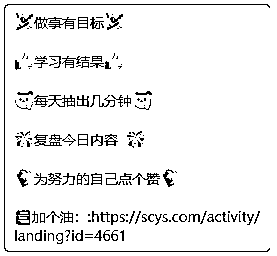 做事有目标
学习有结果
每天抽出几分钟
复盘今日内容
为努力的自己点个赞
加个油：:https://scys.com/activity/
landing?id=4661